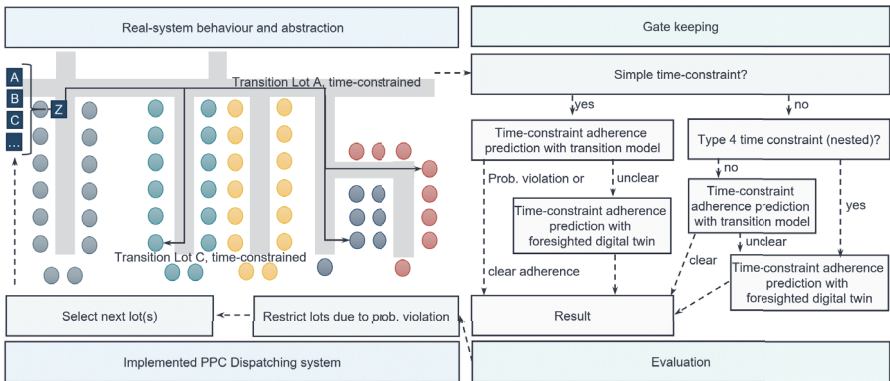 Real-system behaviour and abstraction
A
B
C
...
Z
Transition Lot A, time-constrained
Transition Lot C, time-constrained
Select next lot(s)
Restrict lots due to prob. violation
Implemented PPC Dispatching system
Gate keeping
Simple time-constraint?
yes
no
Time-constraint adherence
prediction with transition model
Type 4 time constraint (nested)?
Prob. violation or
unclear
no
yes
Time-constraint adherence
prediction with
foresighted digital twin
Time-constraint
adherence prediction
with transition model
clear adherence
clear
unclear
Time-constraint adherence
prediction with
foresighted digital twin
Result
Evaluation